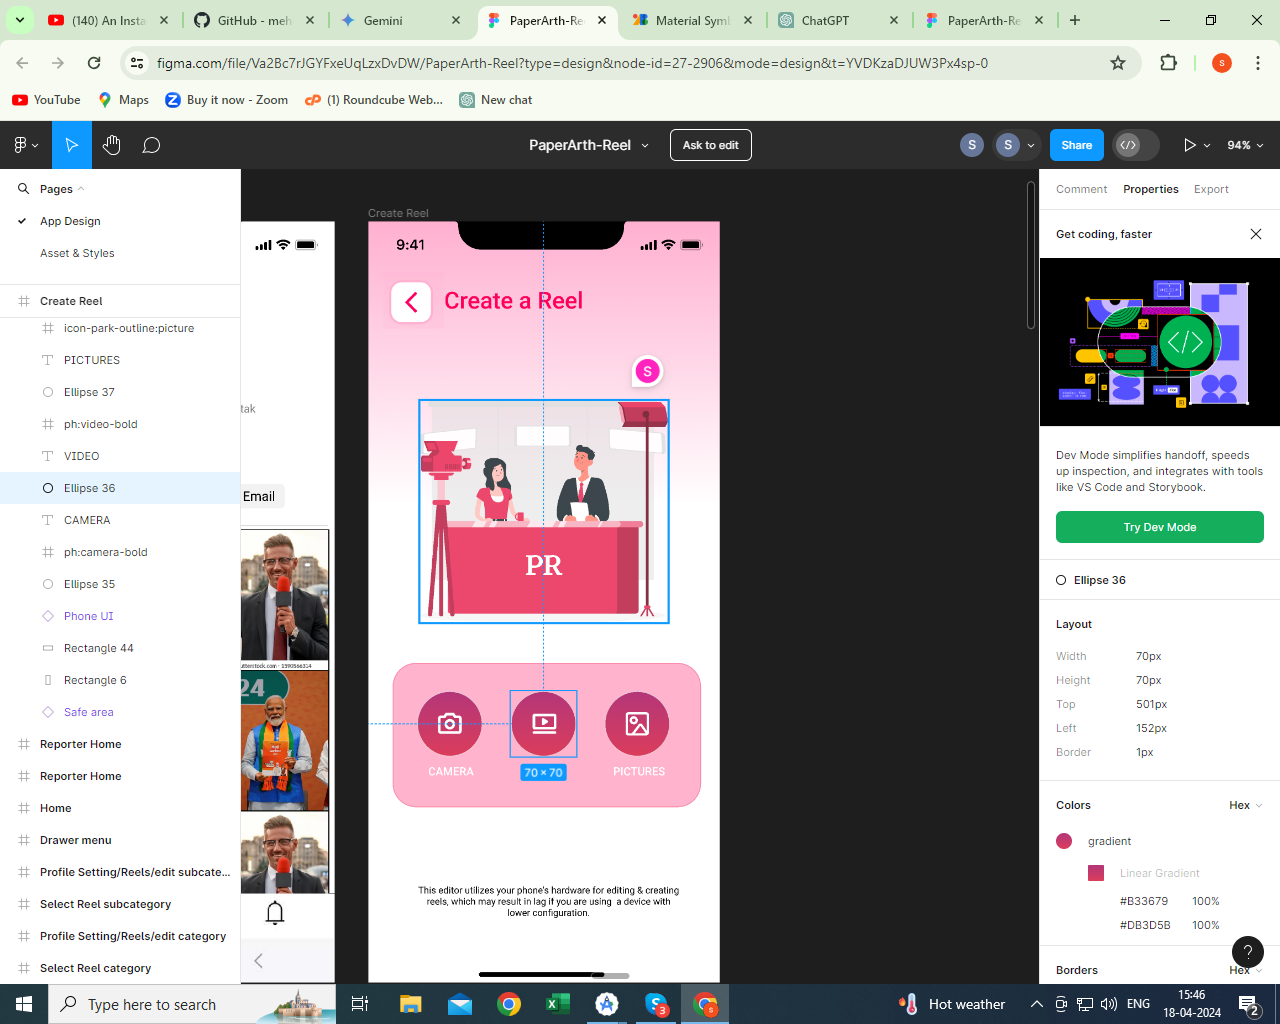 (140) An Insta
GitHub - meh
Gemini
PaperArth-Re
Material Sym
ChatGPT
PaperArth-Re
figma.com/file/Va2Bc7rJGYFxeUqLzxDvDW/PaperArth-Reel?type=design&node-id=27-2906&mode=design&t=YVDKzaDJUW3Px4sp-0
s
YouTube
Maps
Buy it now - Zoom
(1) Roundcube Web...
New chat
PaperArth-Reel
Ask to edit
S
S
Share
94%
Pages
App Design
Asset & Styles
Create Reel
icon-park-outline:picture
PICTURES
Ellipse 37
ph:video-bold
VIDEO
Ellipse 36
CAMERA
ph:camera-bold
Ellipse 35
Phone UI
Rectangle 44
Rectangle 6
Safe area
Reporter Home
Reporter Home
Home
Drawer menu
Profile Setting/Reels/edit subcate...
Select Reel subcategory
Profile Setting/Reels/edit category
Select Reel category
tak
Email
utterstock.com · 1590566314
24
Create Reel
9:41
Create a Reel
S
PR
CAMERA
70 × 70
PICTURES
This editor utilizes your phone's hardware for editing & creating
reels, which may result in lag if you are using a device with
lower configuration.
Comment
Properties
Export
Get coding, faster
Dev Mode simplifies handoff, speeds
up inspection, and integrates with tools
like VS Code and Storybook.
Try Dev Mode
Ellipse 36
Layout
Width 70px
Height 70px
Top 501px
Left 152px
Border 1px
Colors
Hex
gradient
Linear Gradient
#B33679 100%
#DB3D5B 100%
?
Borders
Hex
Type here to search
3
s
Hot weather
ENG
15:46
18-04-2024
2